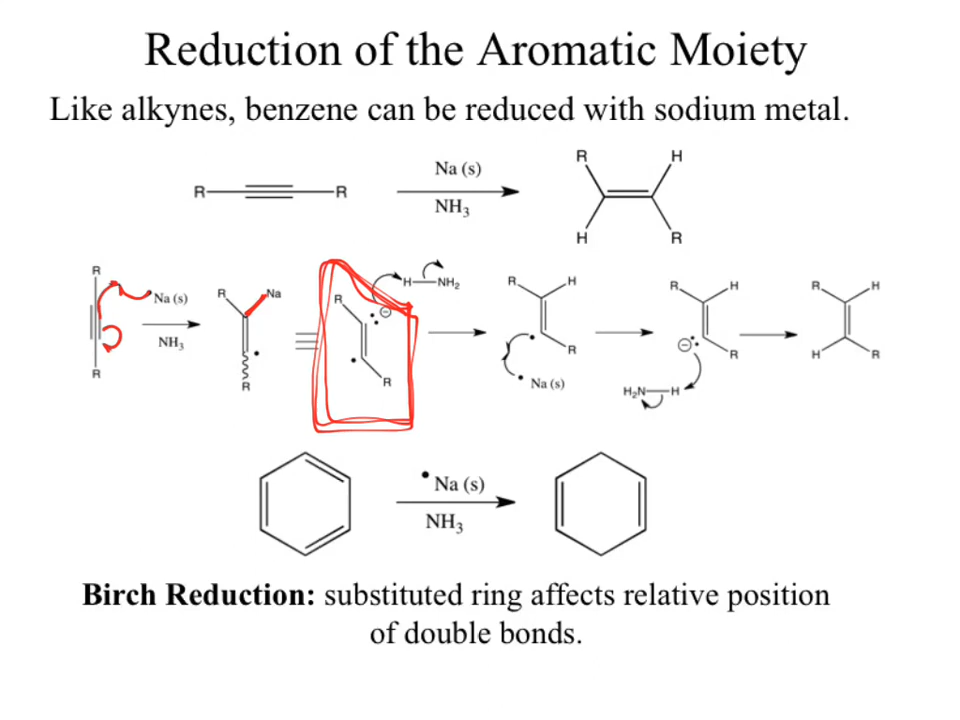 Reduction of the Aromatic Moiety
Like alkynes, benzene can be reduced with sodium metal.
R R Na (s) NH₃ R H H R
R R Na (s) NH₃ R Na R R R H NH₂ R H R Na (s) R H R H₂N H R H H R
Na (s)
NH₃
Birch Reduction: substituted ring affects relative position
of double bonds.